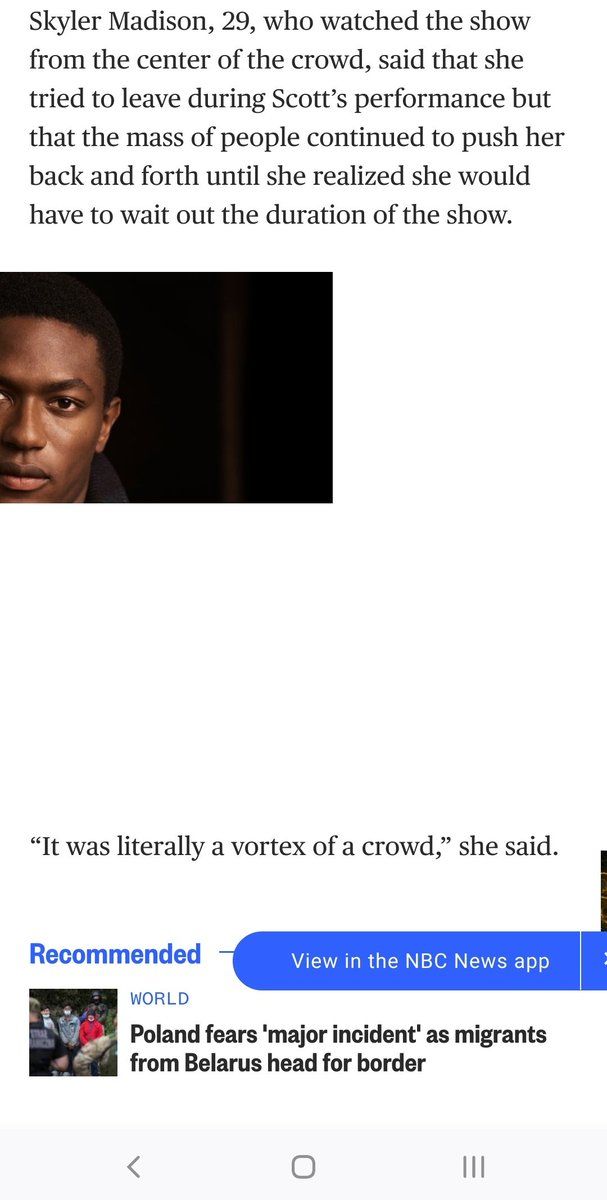 Skyler Madison, 29, who watched the show
from the center of the crowd, said that she
tried to leave during Scott’s performance but
that the mass of people continued to push her
back and forth until she realized she would
have to wait out the duration of the show.
“It was literally a vortex of a crowd,” she said.
Recommended
View in the NBC News app
WORLD
Poland fears 'major incident' as migrants
from Belarus head for border